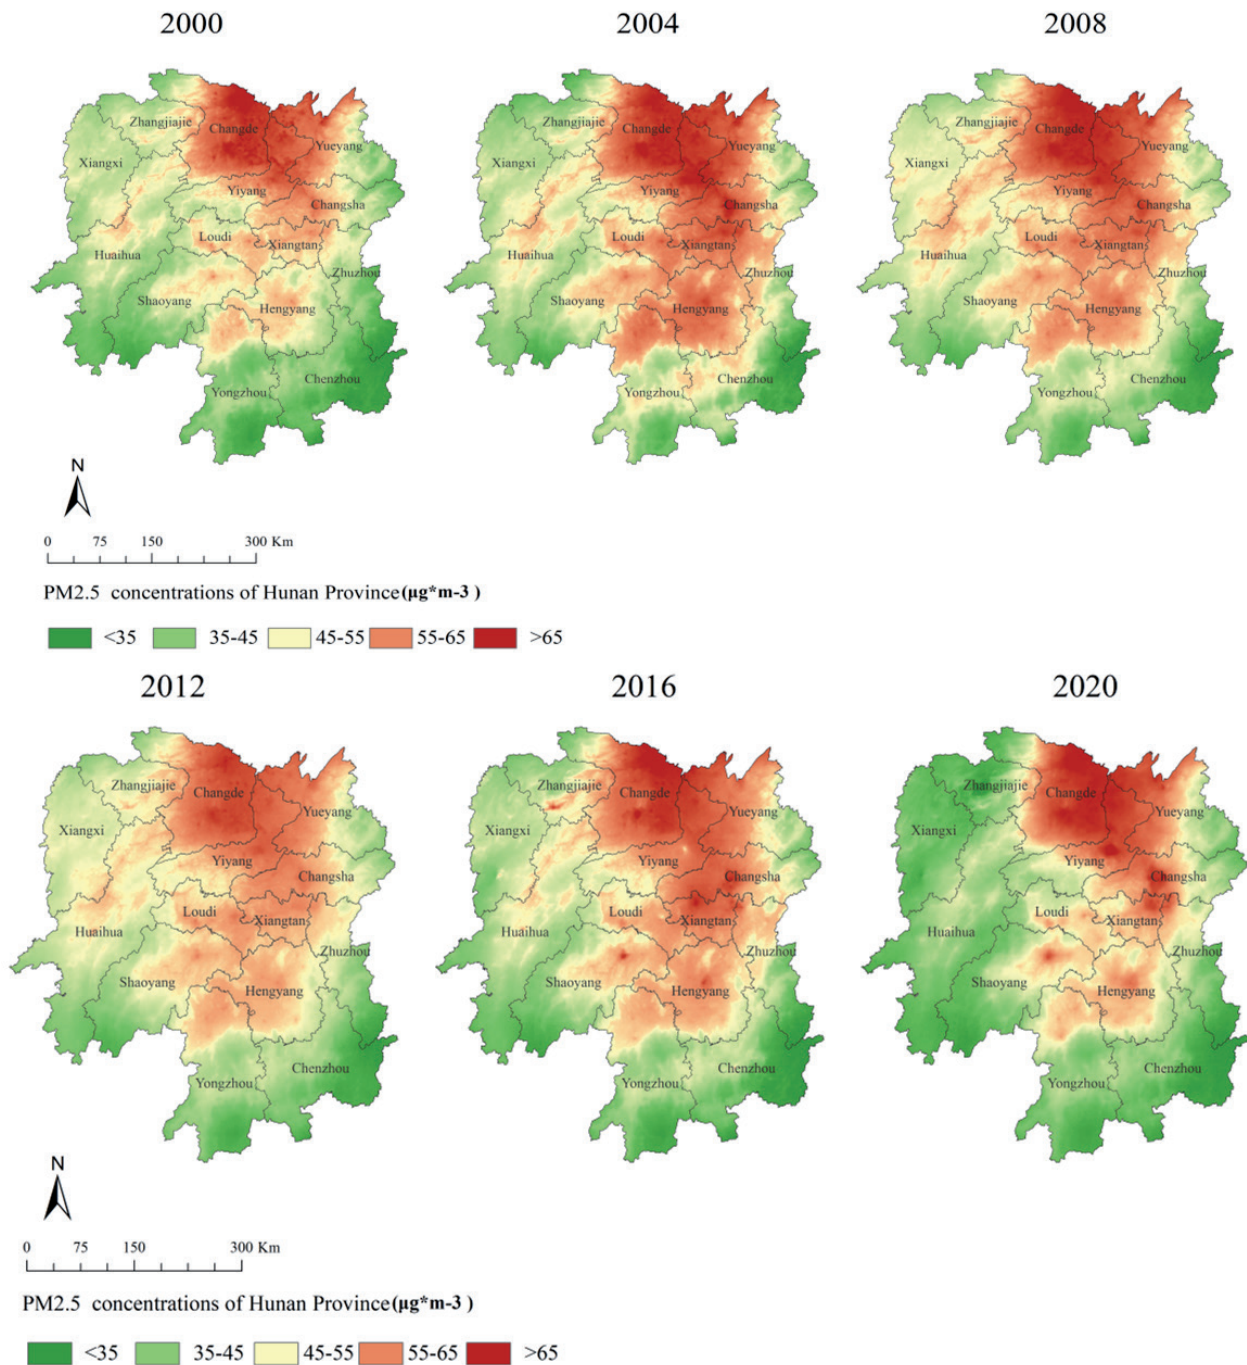 2000 2004 2008
Zhangjiajie Changde Yueyang Xiangxi Yiyang Changsha Loudi Xiangtan Huaihua Zhuzhou Shaoyang Hengyang Yongzhou Chenzhou
Zhangjiajie Changde Yueyang Xiangxi Yiyang Changsha Loudi Xiangtan Huaihua Zhuzhou Shaoyang Hengyang Yongzhou Chenzhou
Zhangjiajie Changde Yueyang Xiangxi Yiyang Changsha Loudi Xiangtan Huaihua Zhuzhou Shaoyang Hengyang Yongzhou Chenzhou
N
0 75 150 300 Km
PM2.5 concentrations of Hunan Province(μg*m-3 )
<35 35-45 45-55 55-65 >65
2012 2016 2020
Zhangjiajie Changde Yueyang Xiangxi Yiyang Changsha Loudi Xiangtan Huaihua Zhuzhou Shaoyang Hengyang Yongzhou Chenzhou
Zhangjiajie Changde Yueyang Xiangxi Yiyang Changsha Loudi Xiangtan Huaihua Zhuzhou Shaoyang Hengyang Yongzhou Chenzhou
Zhangjiajie Changde Yueyang Xiangxi Yiyang Changsha Loudi Xiangtan Huaihua Zhuzhou Shaoyang Hengyang Yongzhou Chenzhou
N
0 75 150 300 Km
PM2.5 concentrations of Hunan Province(μg*m-3 )
<35 35-45 45-55 55-65 >65